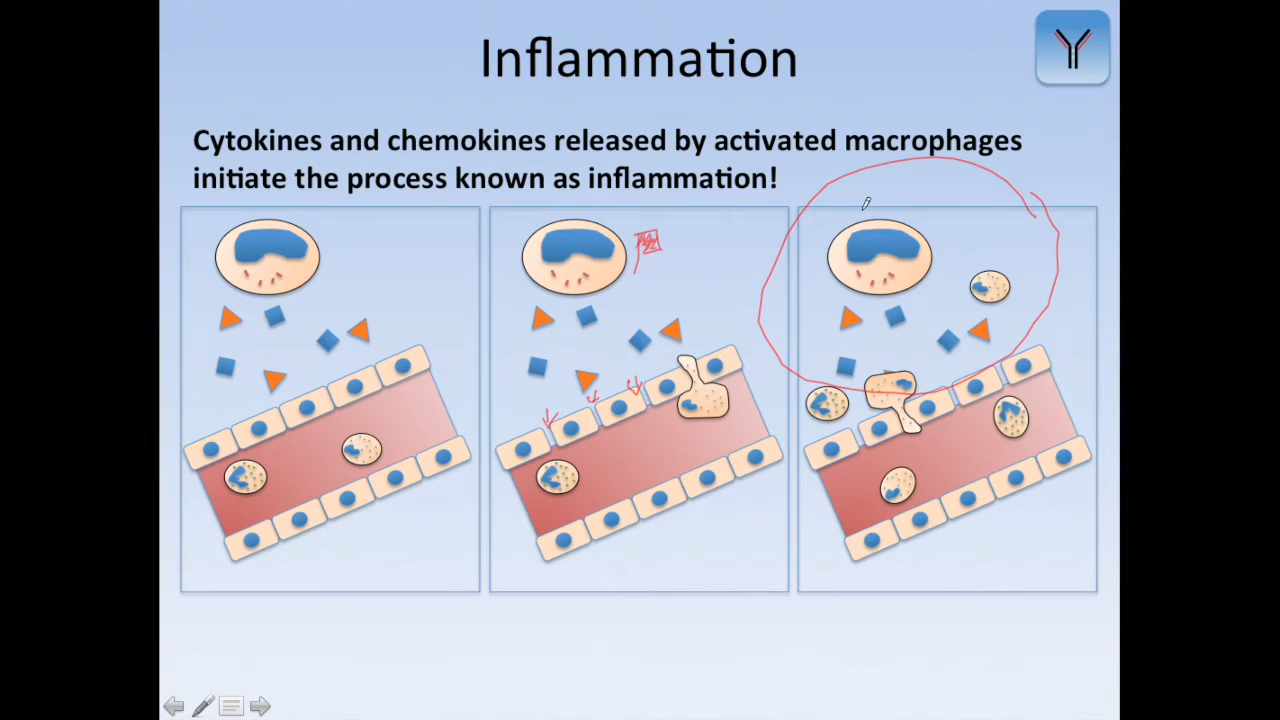 Inflammation
Cytokines and chemokines released by activated macrophages
initiate the process known as inflammation!